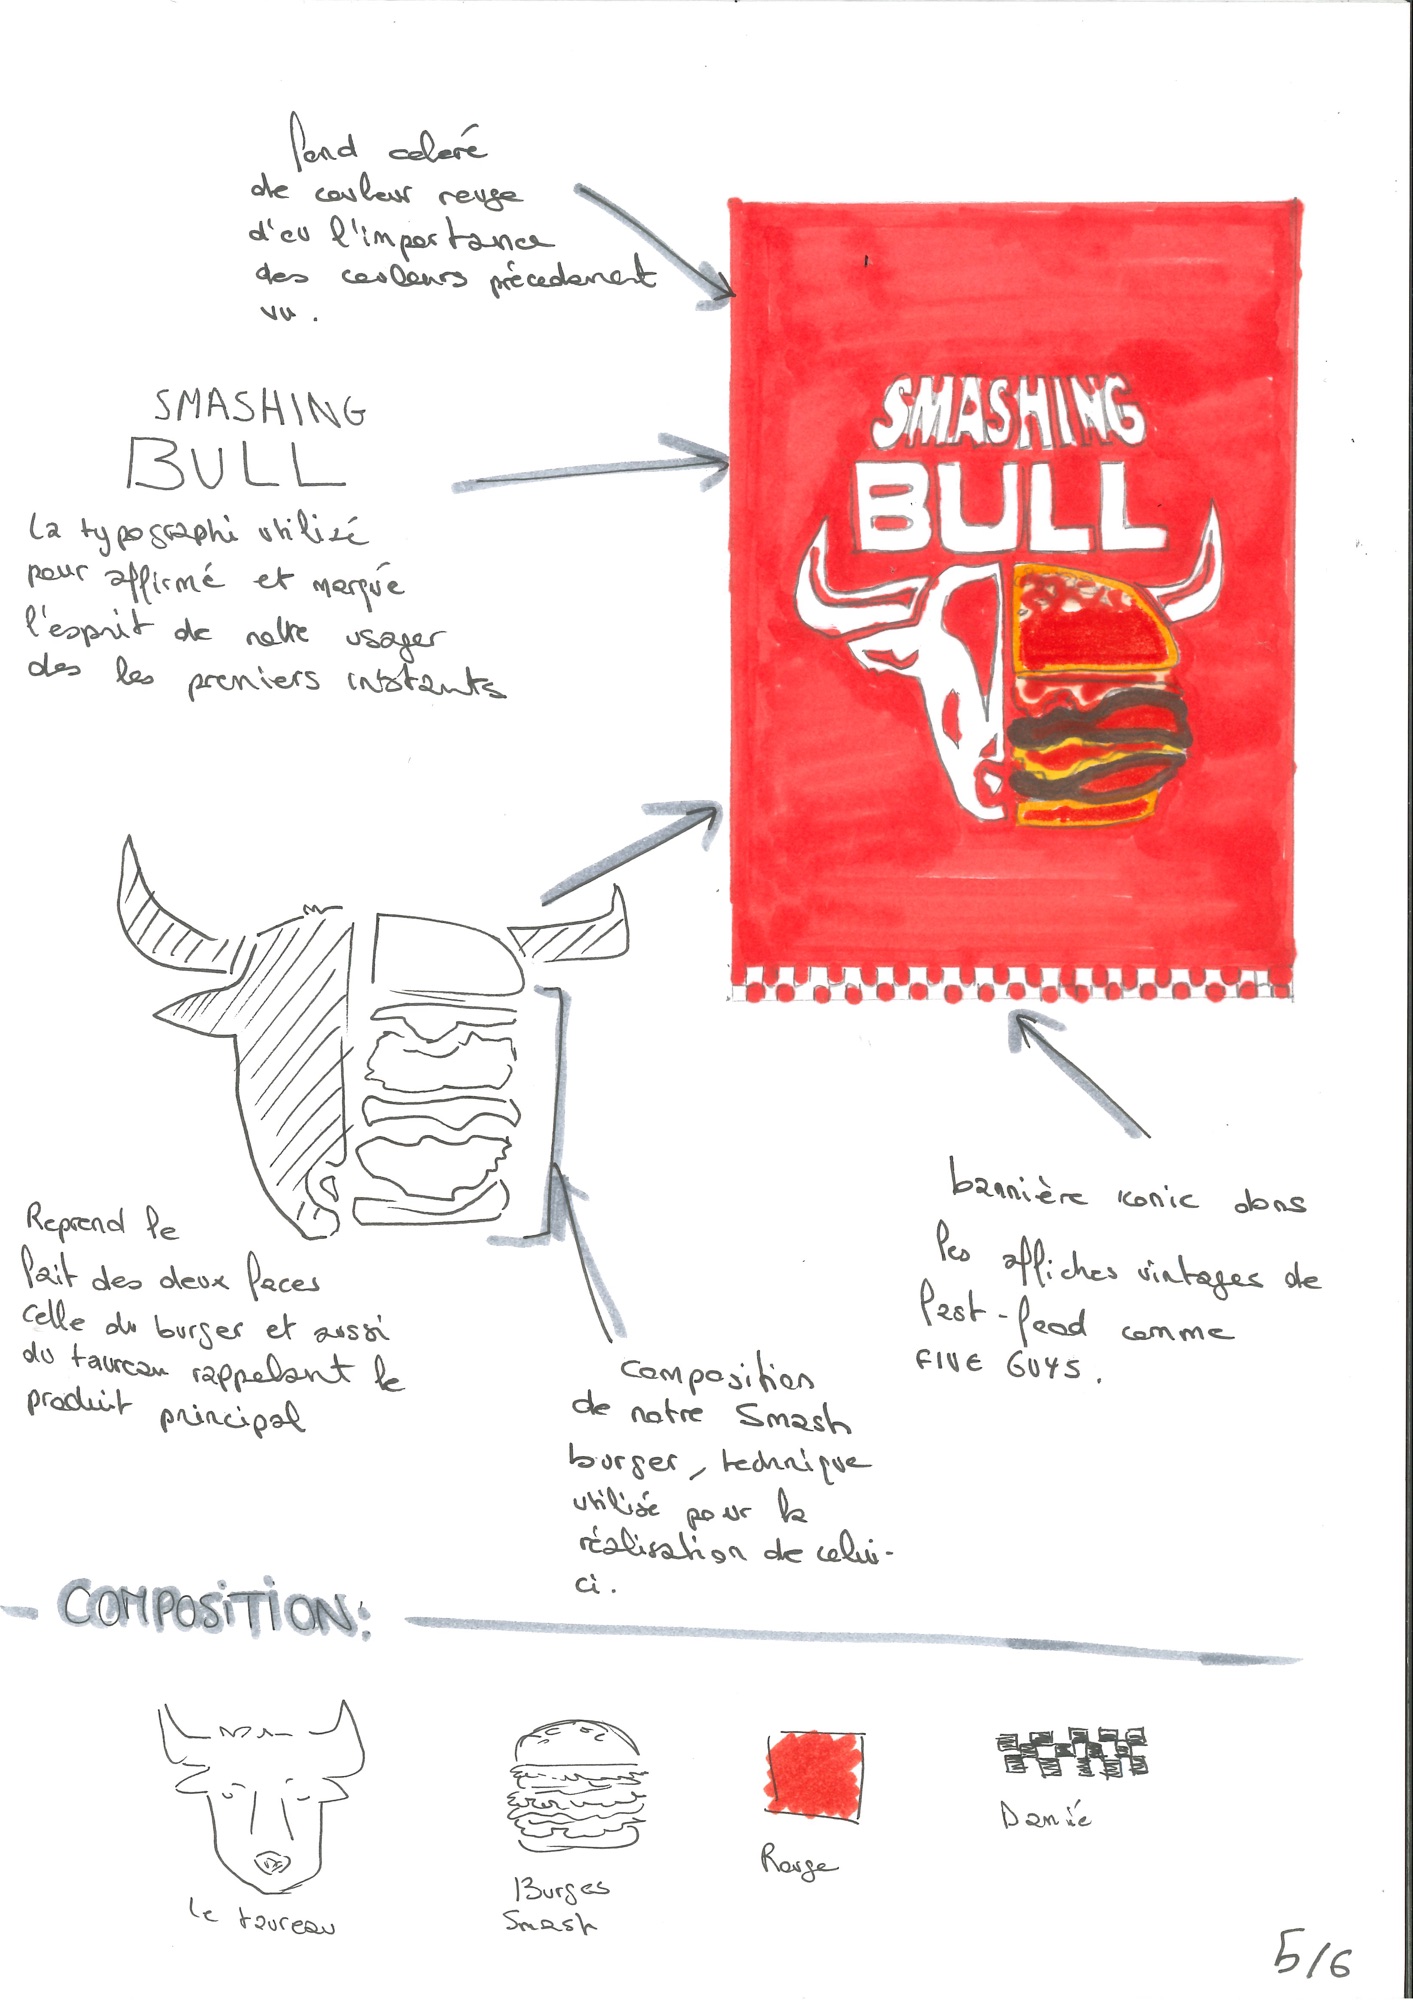 fond coloré
de couleur rouge
d'ou l'importance
des couleurs précedement
vu.
SMASHING
BULL
SMASHING
BULL
La typographi utilisé
pour affirmé et marqué
l'esprit de notre usager
des les premiers instants
Reprend le
fait des deux faces
celle du burger et aussi
du taureau rappelant le
produit principal
bannière iconic dans
les affiches vintages de
fast-food comme
FIVE GUYS.
Composition
de notre Smash
burger, technique
utilisé pour la
réalisation de celui-
ci.
COMPOSITION:
Le taureau
Burges
Smash
Rouge
Damié
5/6